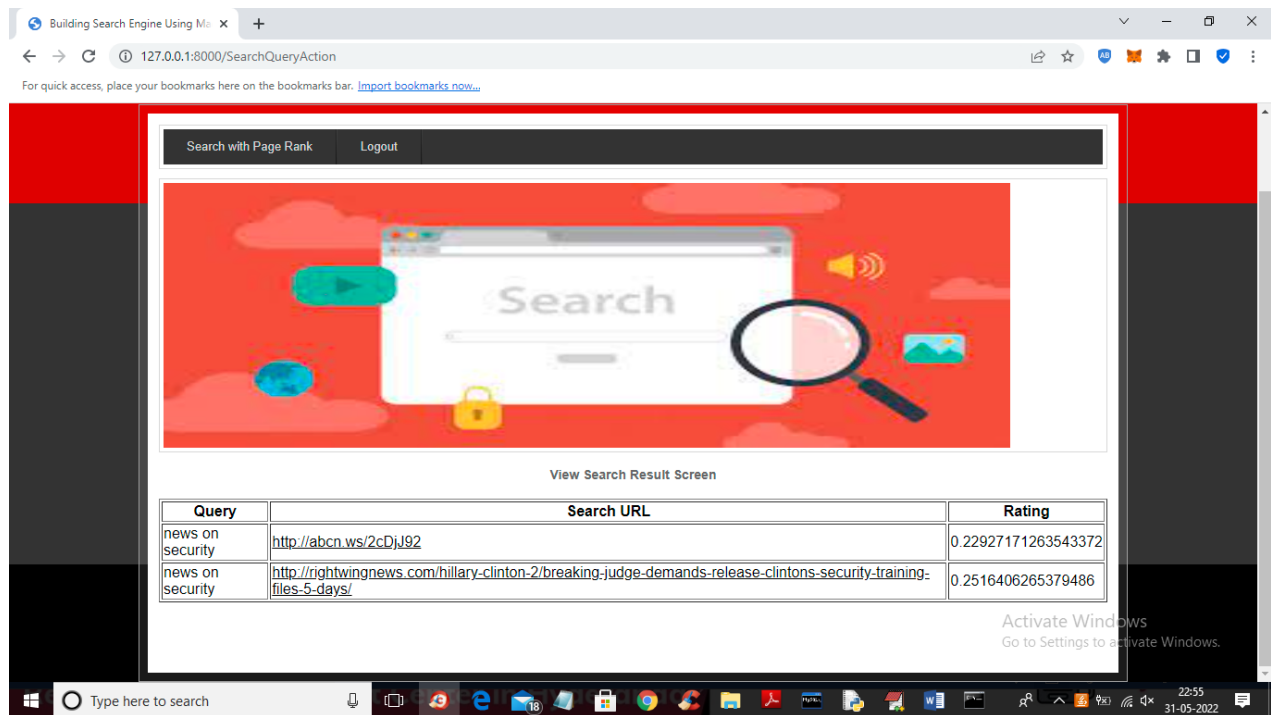 Building Search Engine Using Ma
127.0.0.1:8000/SearchQueryAction
For quick access, place your bookmarks here on the bookmarks bar. Import bookmarks now...
Search with Page Rank Logout
Search
View Search Result Screen
Query Search URL Rating
news on
security
http://abcn.ws/2cDjJ92
0.22927171263543372
news on
security
http://rightwingnews.com/hillary-clinton-2/breaking-judge-demands-release-clintons-security-training-
files-5-days/
0.2516406265379486
Activate Windows
Go to Settings to activate Windows.
Type here to search
18
22:55
31-05-2022